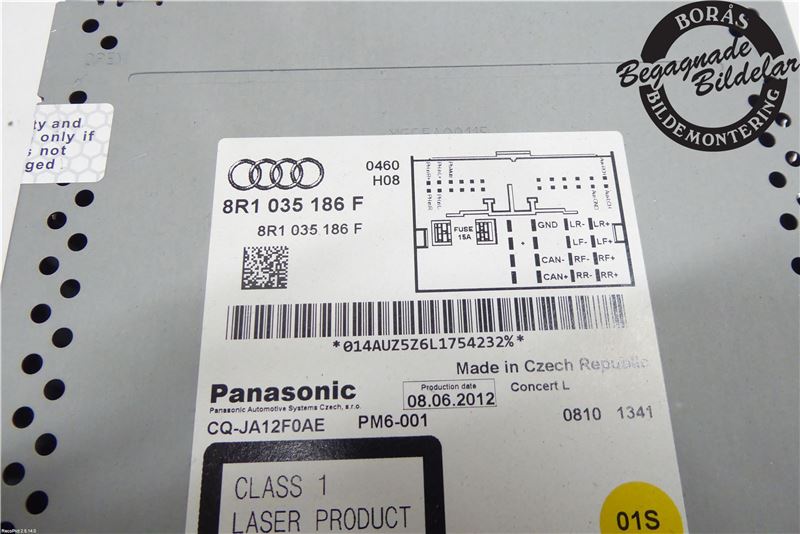 BORÅS
Begagnade
Bildelar
BILDEMONTERING
ty and
only if
s not
ged
0460
H08
8R1 035 186 F
8R1 035 186 F
FUSE
15A
GND LR- LR+
+ LF- LF+
CAN- RF- RF+
CAN+ RR- RR+
*014AUZ5Z6L1754232%*
Made in Czech Republic
Panasonic
Panasonic Automotive Systems Czech, s.r.o.
Production date
08.06.2012
Concert L
CQ-JA12F0AE PM6-001
0810 1341
CLASS 1
LASER PRODUCT
01S